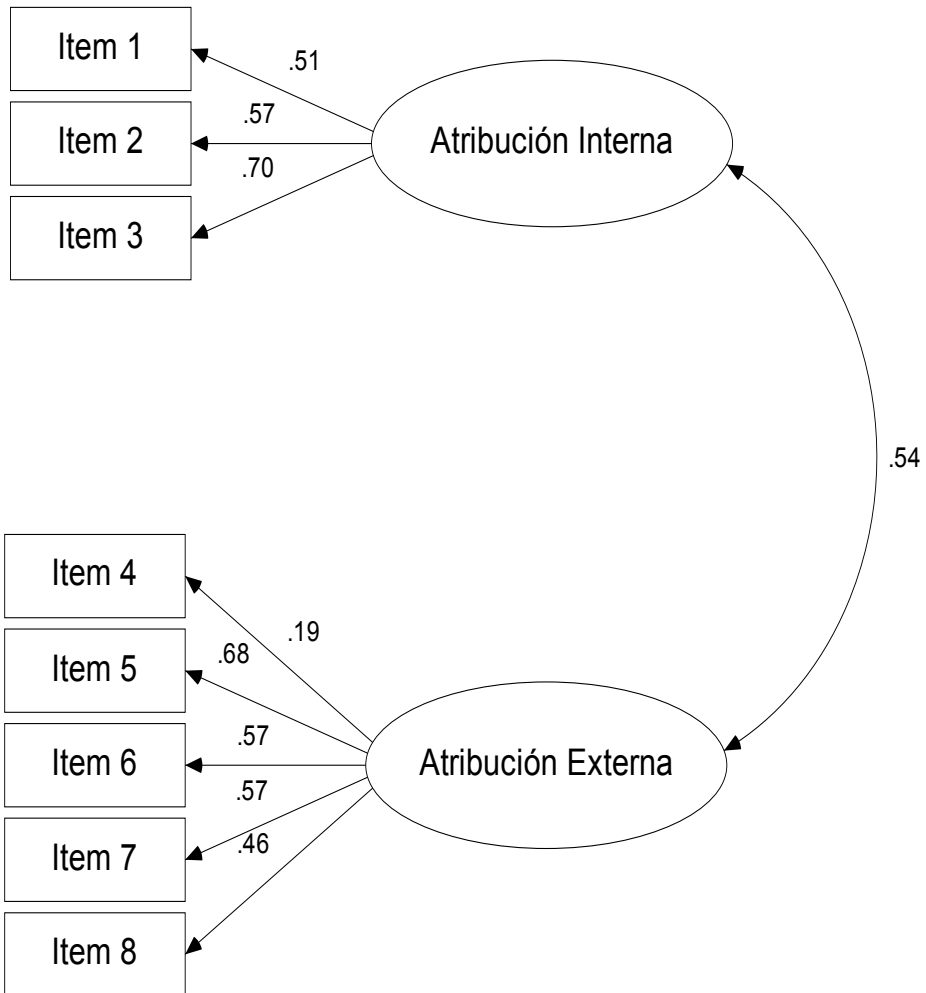 Item 1
.51
Item 2
.57
Atribución Interna
.70
Item 3
.54
Item 4
.19
Item 5
.68
Item 6
.57
Atribución Externa
.57
Item 7
.46
Item 8